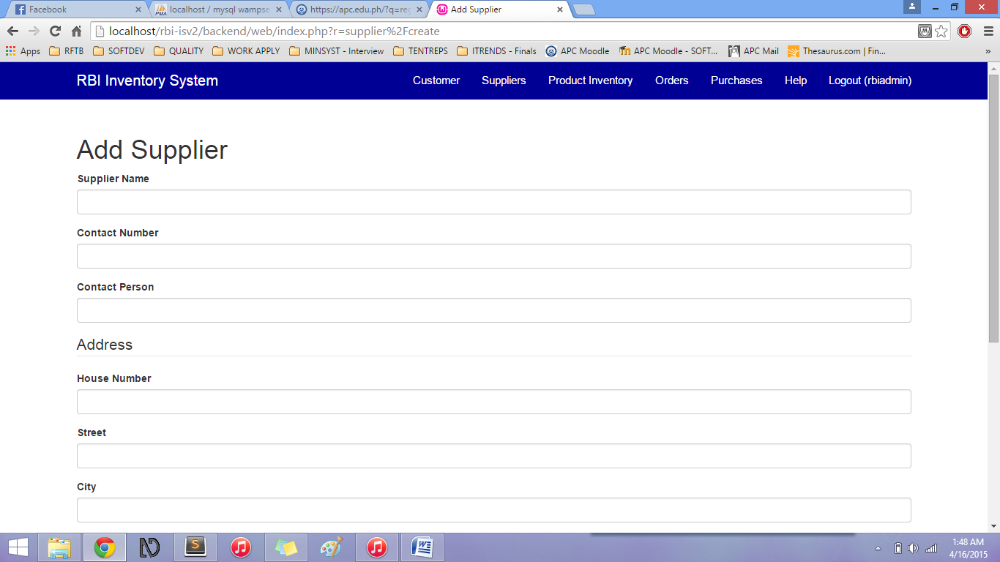 Facebook
localhost / mysql wampse
https://apc.edu.ph/?q=reg
Add Supplier
localhost/rbi-isv2/backend/web/index.php?r=supplier%2Fcreate
Apps RFTB SOFTDEV QUALITY WORK APPLY MINSYST - Interview TENTREPS ITRENDS - Finals APC Moodle APC Moodle - SOFT... APC Mail Thesaurus.com | Fin... »
RBI Inventory System Customer Suppliers Product Inventory Orders Purchases Help Logout (rbiadmin)
Add Supplier
Supplier Name
Contact Number
Contact Person
Address
House Number
Street
City
1:48 AM
4/16/2015